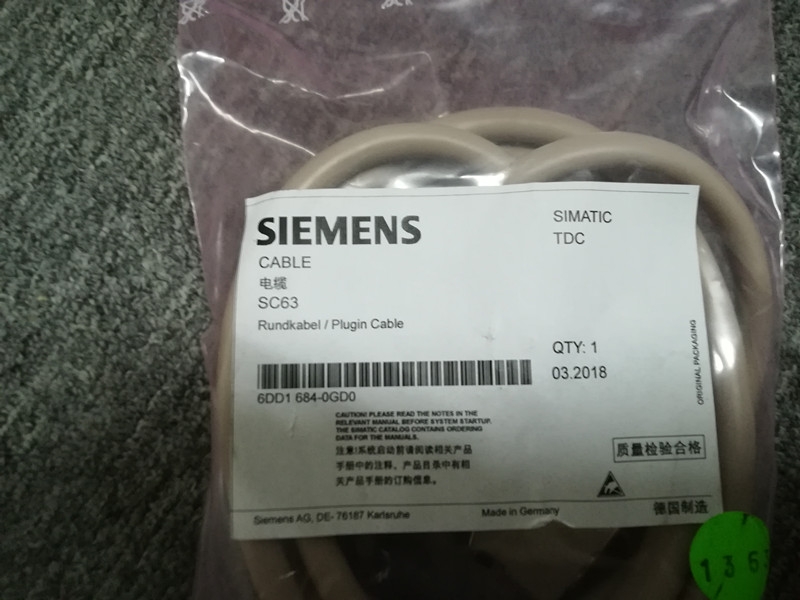 SIEMENS
SIMATIC
TDC
CABLE
电缆
SC63
Rundkabel / Plugin Cable
QTY: 1
03.2018
ORIGINAL PACKAGING
6DD1 684-0GD0
CAUTION! PLEASE READ THE NOTES IN THE
RELEVANT MANUAL BEFORE SYSTEM STARTUP.
THE SIMATIC CATALOG CONTAINS ORDERING
DATA FOR THE MANUALS.
注意!系统启动前请阅读相关产品
手册中的注释。产品目录中有相
关产品手册的订购信息。
质量检验合格
Siemens AG, DE- 76187 Karlsruhe
Made in Germany
德国制造
1363